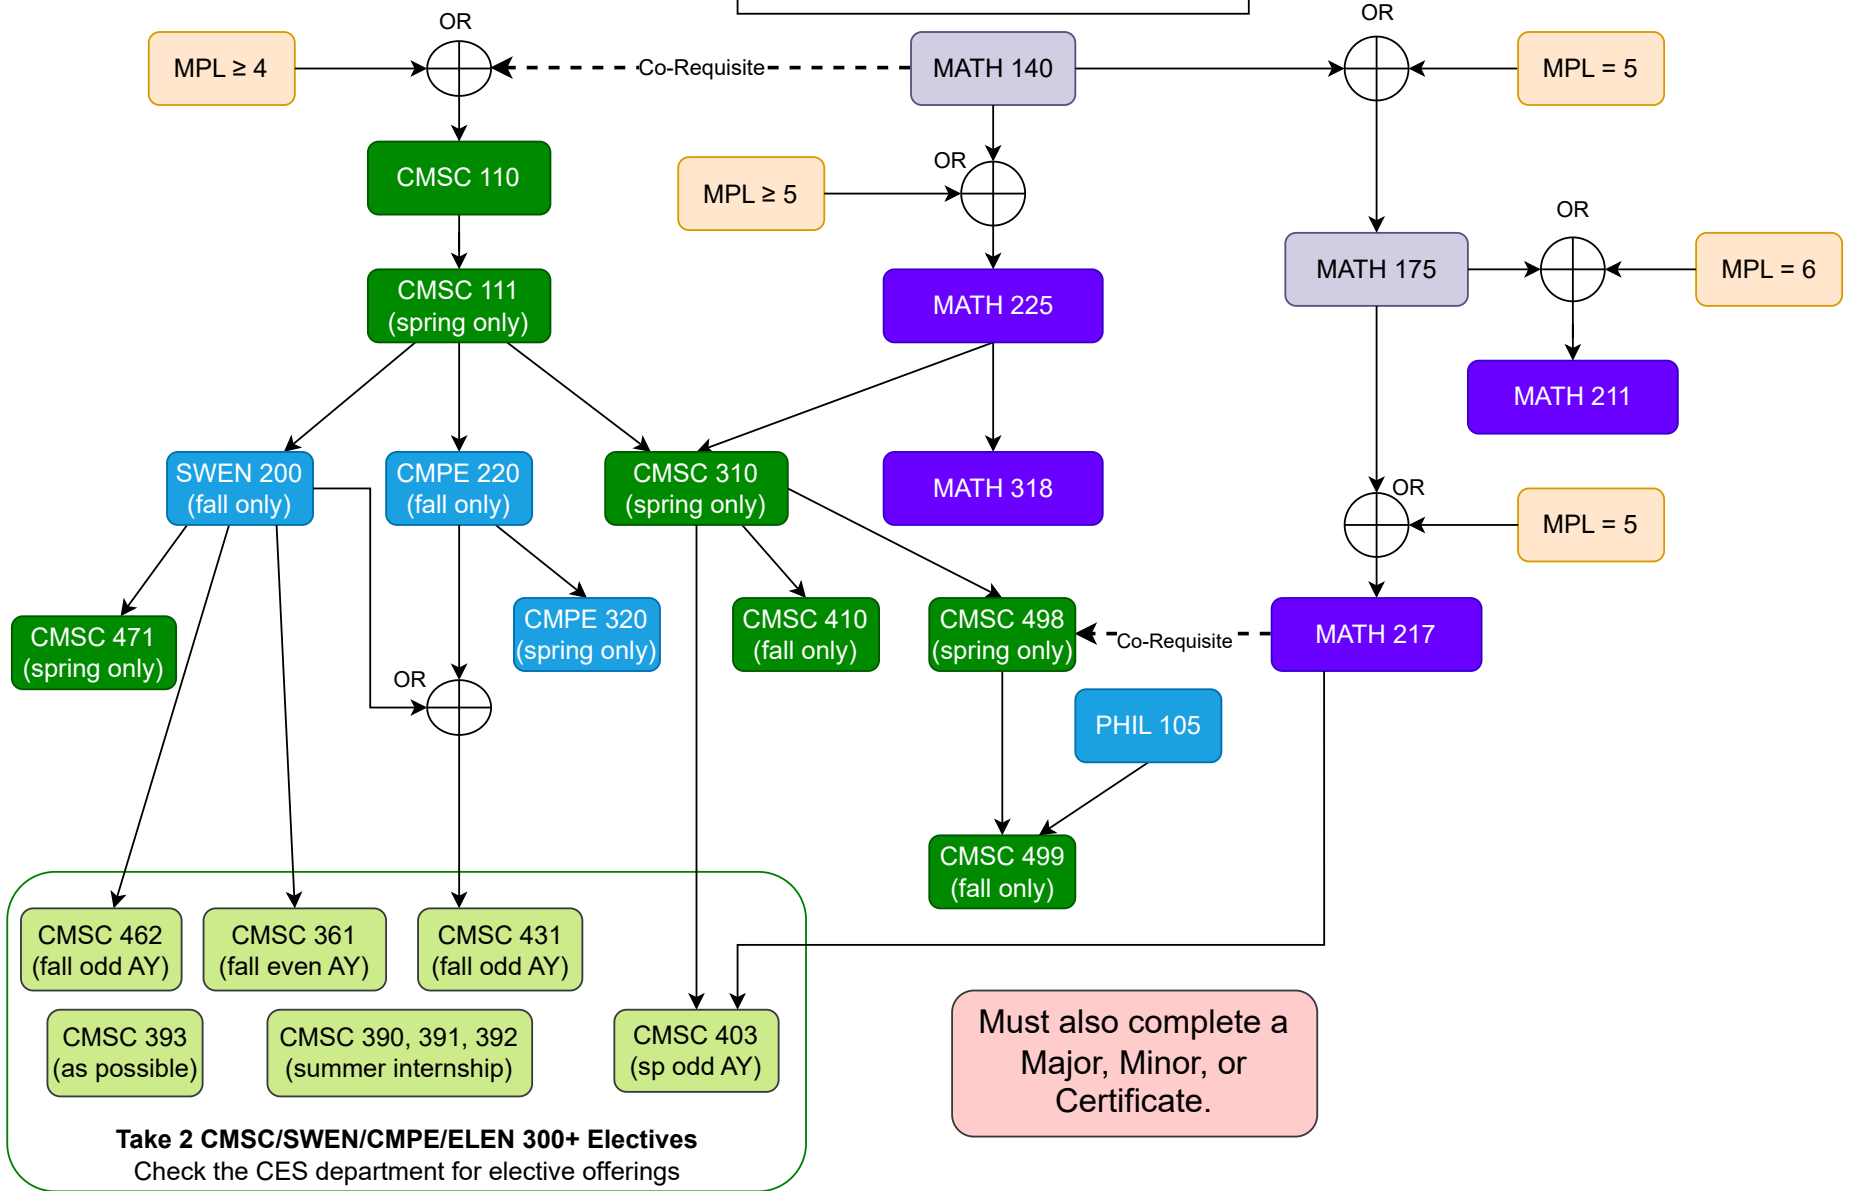 OR
OR
MPL ≥ 4
Co-Requisite
MATH 140
MPL = 5
CMSC 110
OR
MPL ≥ 5
OR
MATH 175
MPL = 6
CMSC 111
(spring only)
MATH 225
MATH 211
SWEN 200
(fall only)
CMPE 220
(fall only)
CMSC 310
(spring only)
MATH 318
OR
MPL = 5
CMSC 471
(spring only)
CMPE 320
(spring only)
CMSC 410
(fall only)
CMSC 498
(spring only)
Co-Requisite
MATH 217
OR
PHIL 105
CMSC 499
(fall only)
CMSC 462
(fall odd AY)
CMSC 361
(fall even AY)
CMSC 431
(fall odd AY)
CMSC 393
(as possible)
CMSC 390, 391, 392
(summer internship)
CMSC 403
(sp odd AY)
Must also complete a
Major, Minor, or
Certificate.
Take 2 CMSC/SWEN/CMPE/ELEN 300+ Electives
Check the CES department for elective offerings